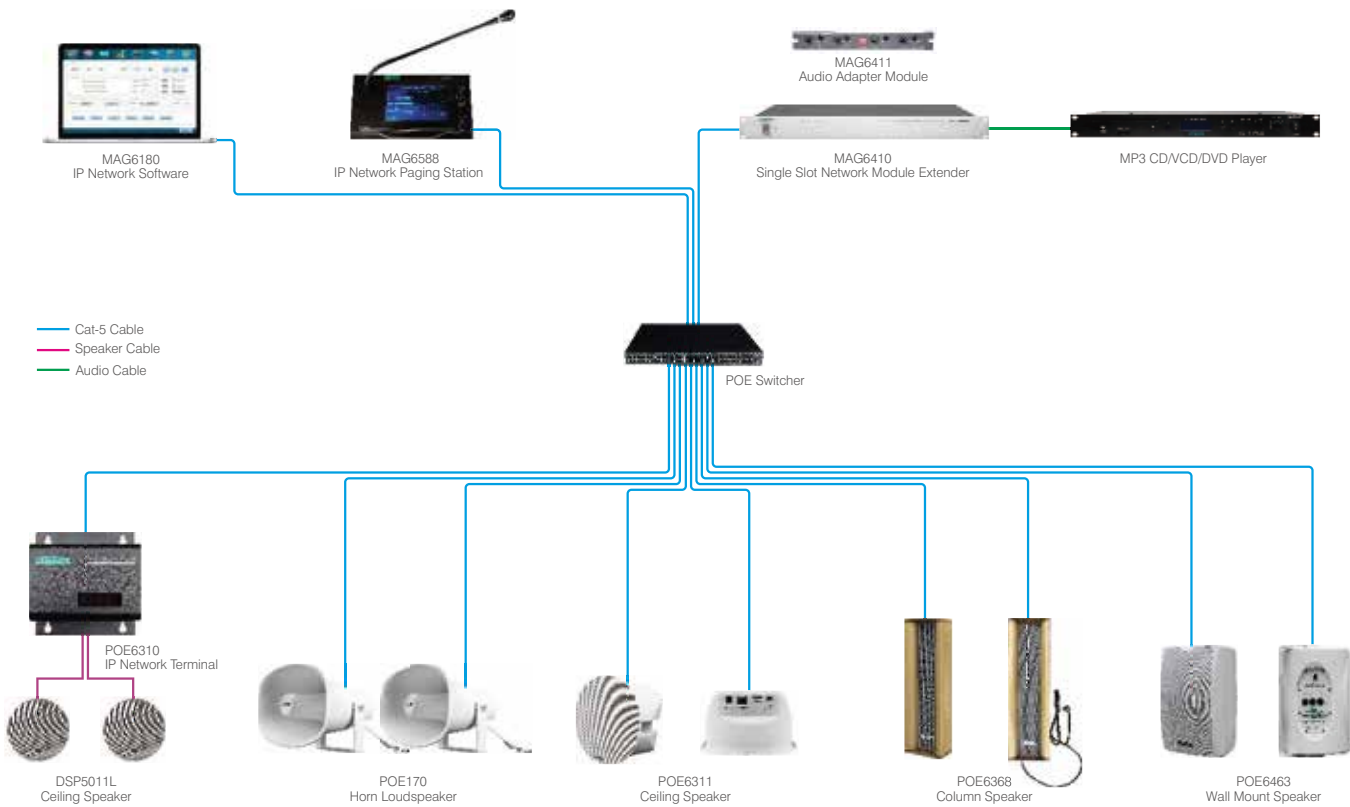 MAG6411
Audio Adapter Module
MAG6180
IP Network Software
MAG6588
IP Network Paging Station
MAG6410
Single Slot Network Module Extender
MP3 CD/VCD/DVD Player
Cat-5 Cable
Speaker Cable
Audio Cable
POE Switcher
POE6310
IP Network Terminal
DSP5011L
Ceiling Speaker
POE170
Horn Loudspeaker
POE6311
Ceiling Speaker
POE6368
Column Speaker
POE6463
Wall Mount Speaker